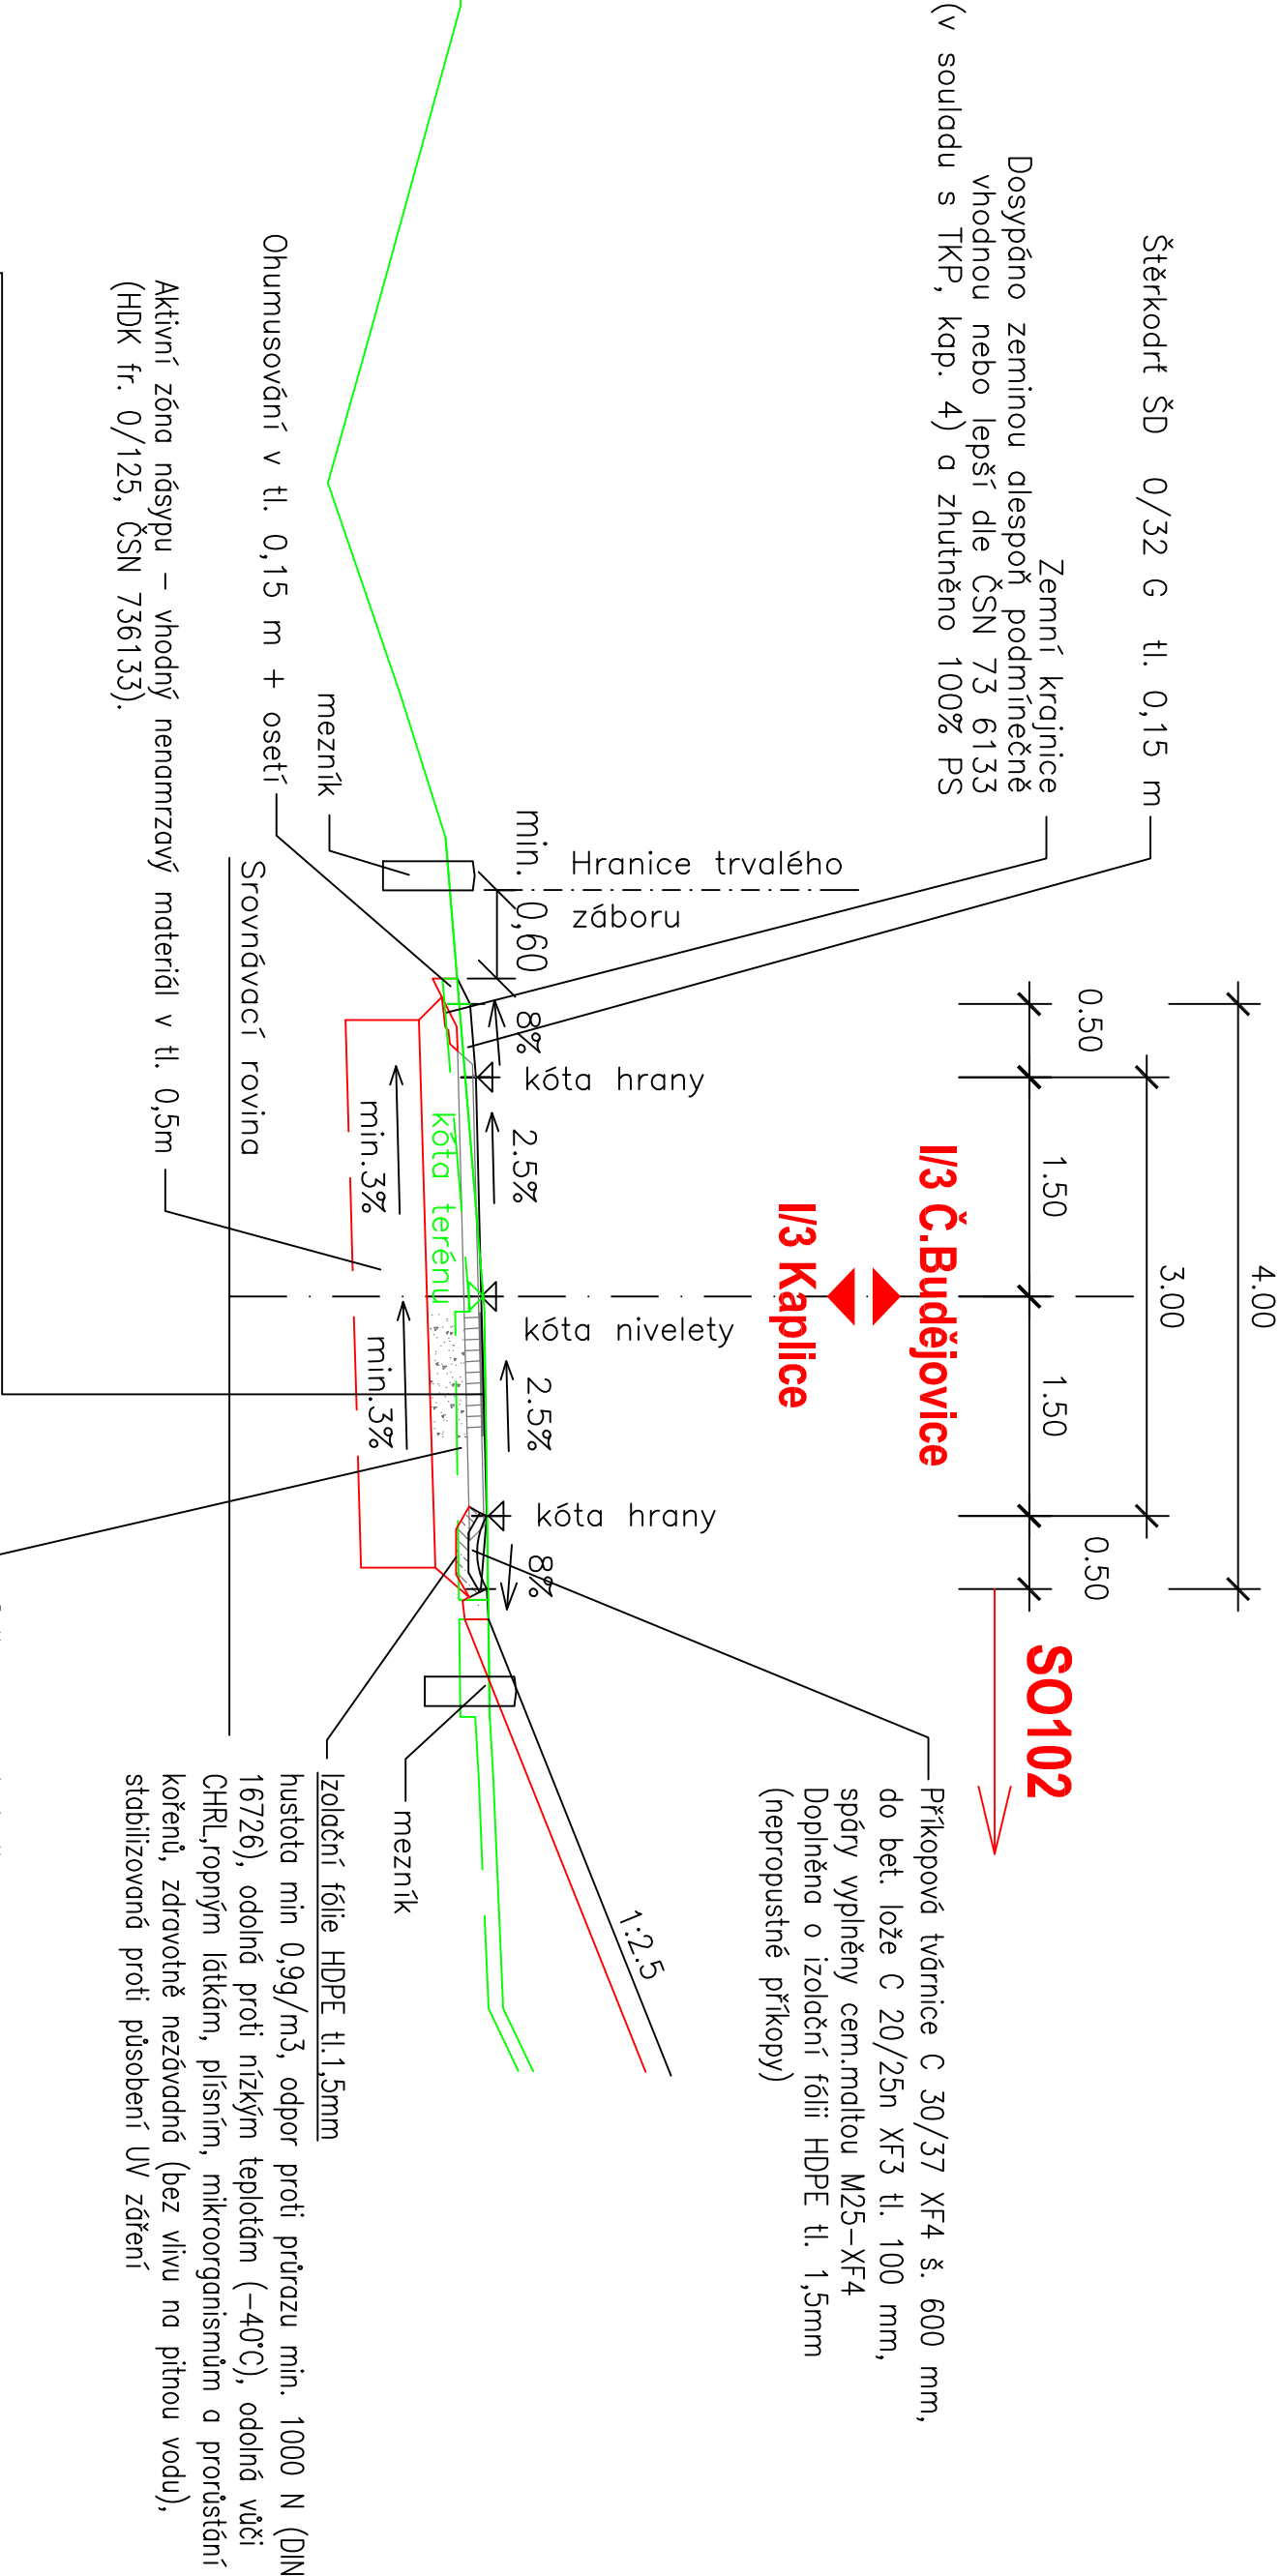 4.00
3.00
0.50
1.50
1.50
0.50
SO102
I/3 Č.Budějovice
I/3 Kaplice
Štěrkodrť ŠD 0/32 G tl. 0,15 m
Zemní krajnice
Dosypáno zeminou alespoň podmínečně
vhodnou nebo lepší dle ČSN 73 6133
(v souladu s TKP, kap. 4) a zhutněno 100% PS
Hranice trvalého
záboru
min. 0,60
8%
kóta hrany
2.5%
kóta nivelety
2.5%
kóta hrany
8%
kóta terénu
min.3%
min.3%
1:2.5
Příkopová tvárnice C 30/37 XF4 š. 600 mm,
do bet. lože C 20/25n XF3 tl. 100 mm,
spáry vyplněny cem.maltou M25-XF4
Doplněna o izolační fólii HDPE tl. 1,5mm
(nepropustné příkopy)
mezník
mezník
Ohumusování v tl. 0,15 m + osetí
Srovnávací rovina
Aktivní zóna násypu - vhodný nenamrzavý materiál v tl. 0,5m
(HDK fr. 0/125, ČSN 736133).
Izolační fólie HDPE tl.1,5mm
hustota min 0,9g/m3, odpor proti průrazu min. 1000 N (DIN
16726), odolná proti nízkým teplotám (-40°C), odolná vůči
CHRL,ropným látkám, plísním, mikroorganismům a prorůstání
kořenů, zdravotně nezávadná (bez vlivu na pitnou vodu),
stabilizovaná proti působení UV záření